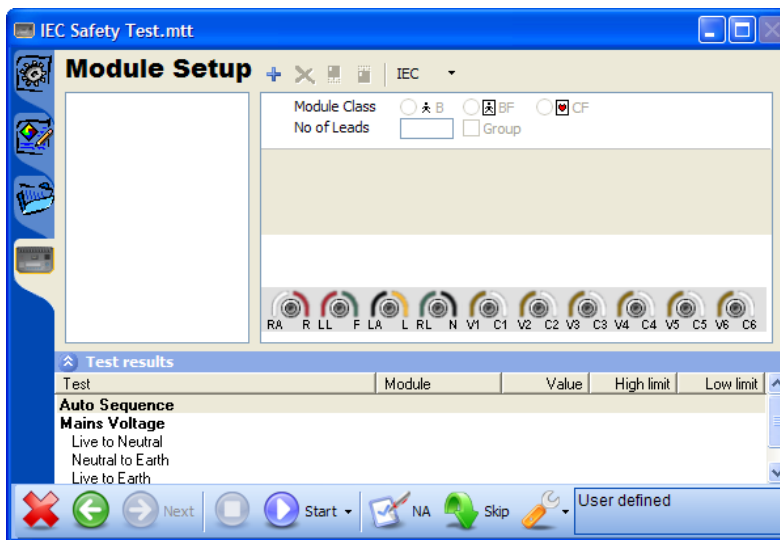 IEC Safety Test.mtt
Module Setup IEC
Module Class B BF CF
No of Leads Group
RA R LL F LA L RL N V1 C1 V2 C2 V3 C3 V4 C4 V5 C5 V6 C6
Test results
Test Module Value High limit Low limit
Auto Sequence
Mains Voltage
Live to Neutral
Neutral to Earth
Live to Earth
Next Start NA Skip User defined